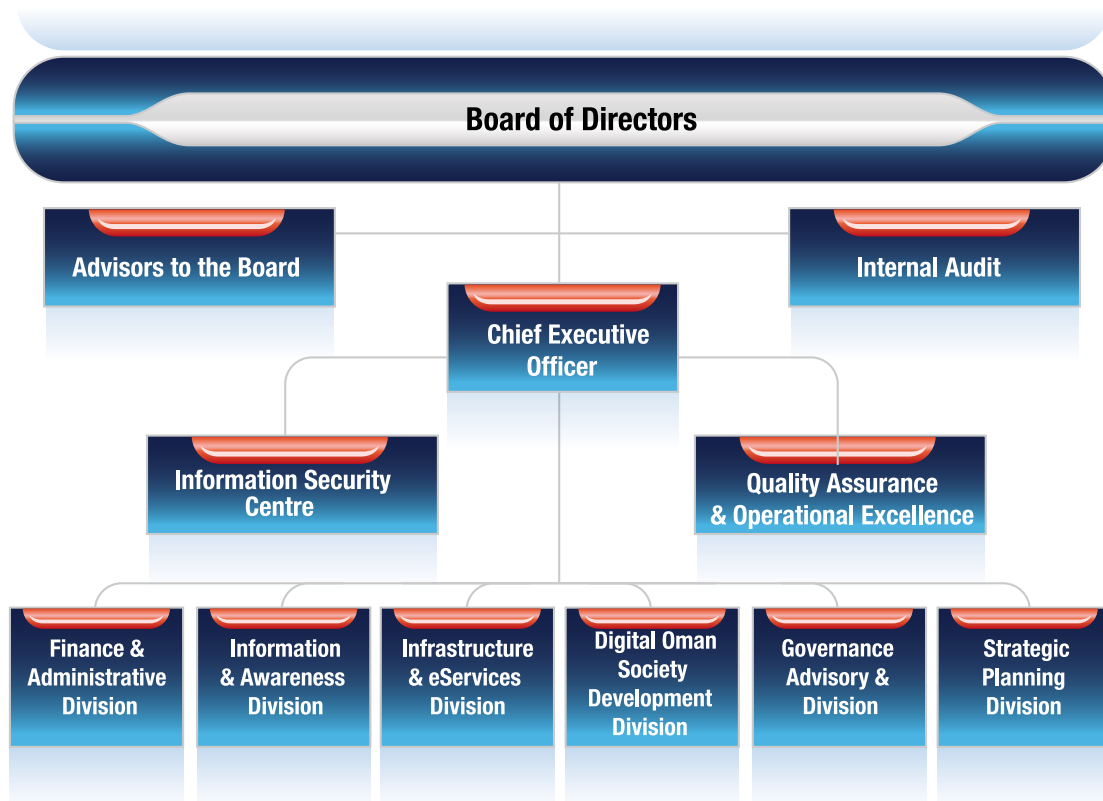 Board of Directors
Advisors to the Board
Internal Audit
Chief Executive
Officer
Information Security
Centre
Quality Assurance
& Operational Excellence
Finance &
Administrative
Division
Information
& Awareness
Division
Infrastructure
& eServices
Division
Digital Oman
Society
Development
Division
Governance
Advisory &
Division
Strategic
Planning
Division